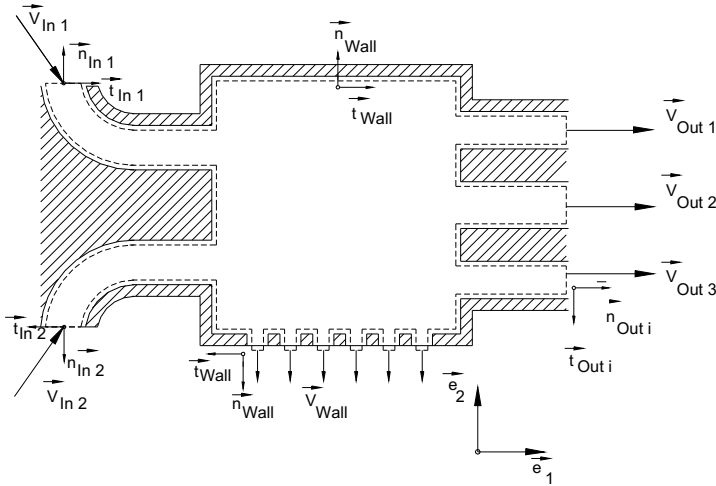 V In 1
n In 1
t In 1
n Wall
t Wall
V Out 1
V Out 2
V Out 3
n Out i
t Out i
t In 2
n In 2
V In 2
t Wall
n Wall
V Wall
e 2
e 1